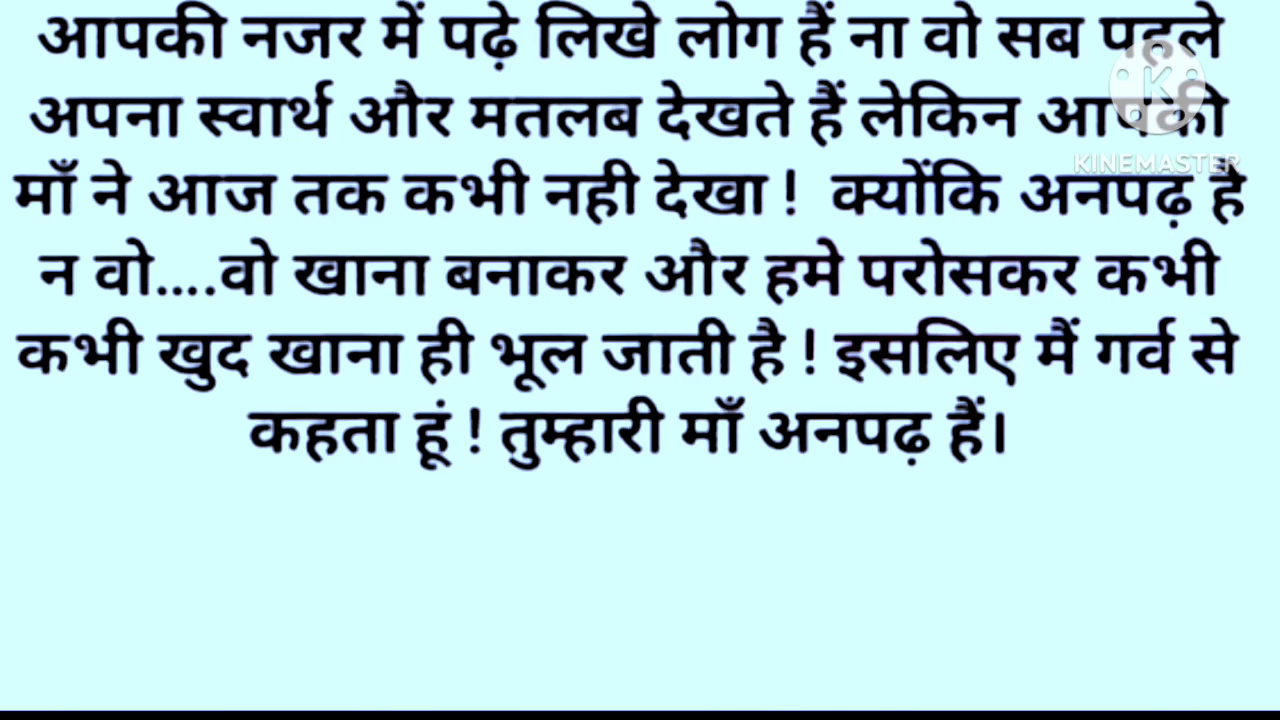 आपकी नजर में पढ़े लिखे लोग हैं ना वो सब पहले
अपना स्वार्थ और मतलब देखते हैं लेकिन आपकी
माँ ने आज तक कभी नही देखा ! क्योंकि अनपढ़ है
न वो....वो खाना बनाकर और हमे परोसकर कभी
कभी खुद खाना ही भूल जाती है ! इसलिए मैं गर्व से
कहता हूं ! तुम्हारी माँ अनपढ़ हैं।
K
KINEMASTER